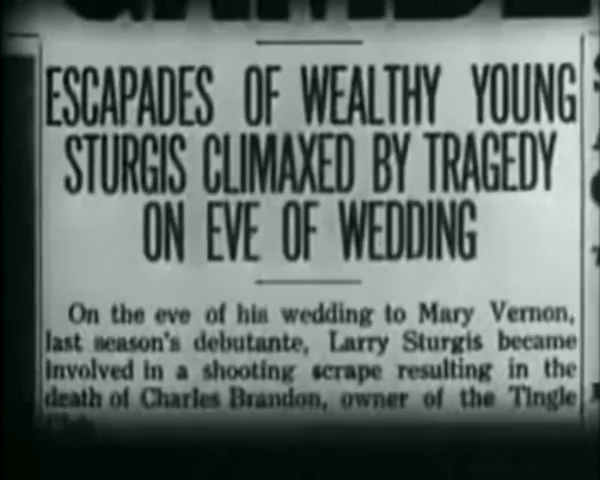 ESCAPADES OF WEALTHY YOUNG
STURGIS CLIMAXED BY TRAGEDY
ON EVE OF WEDDING
On the eve of his wedding to Mary Vernon,
last season's debutante, Larry Sturgis became
involved in a shooting scrape resulting in the
death of Charles Brandon, owner of the Tingle